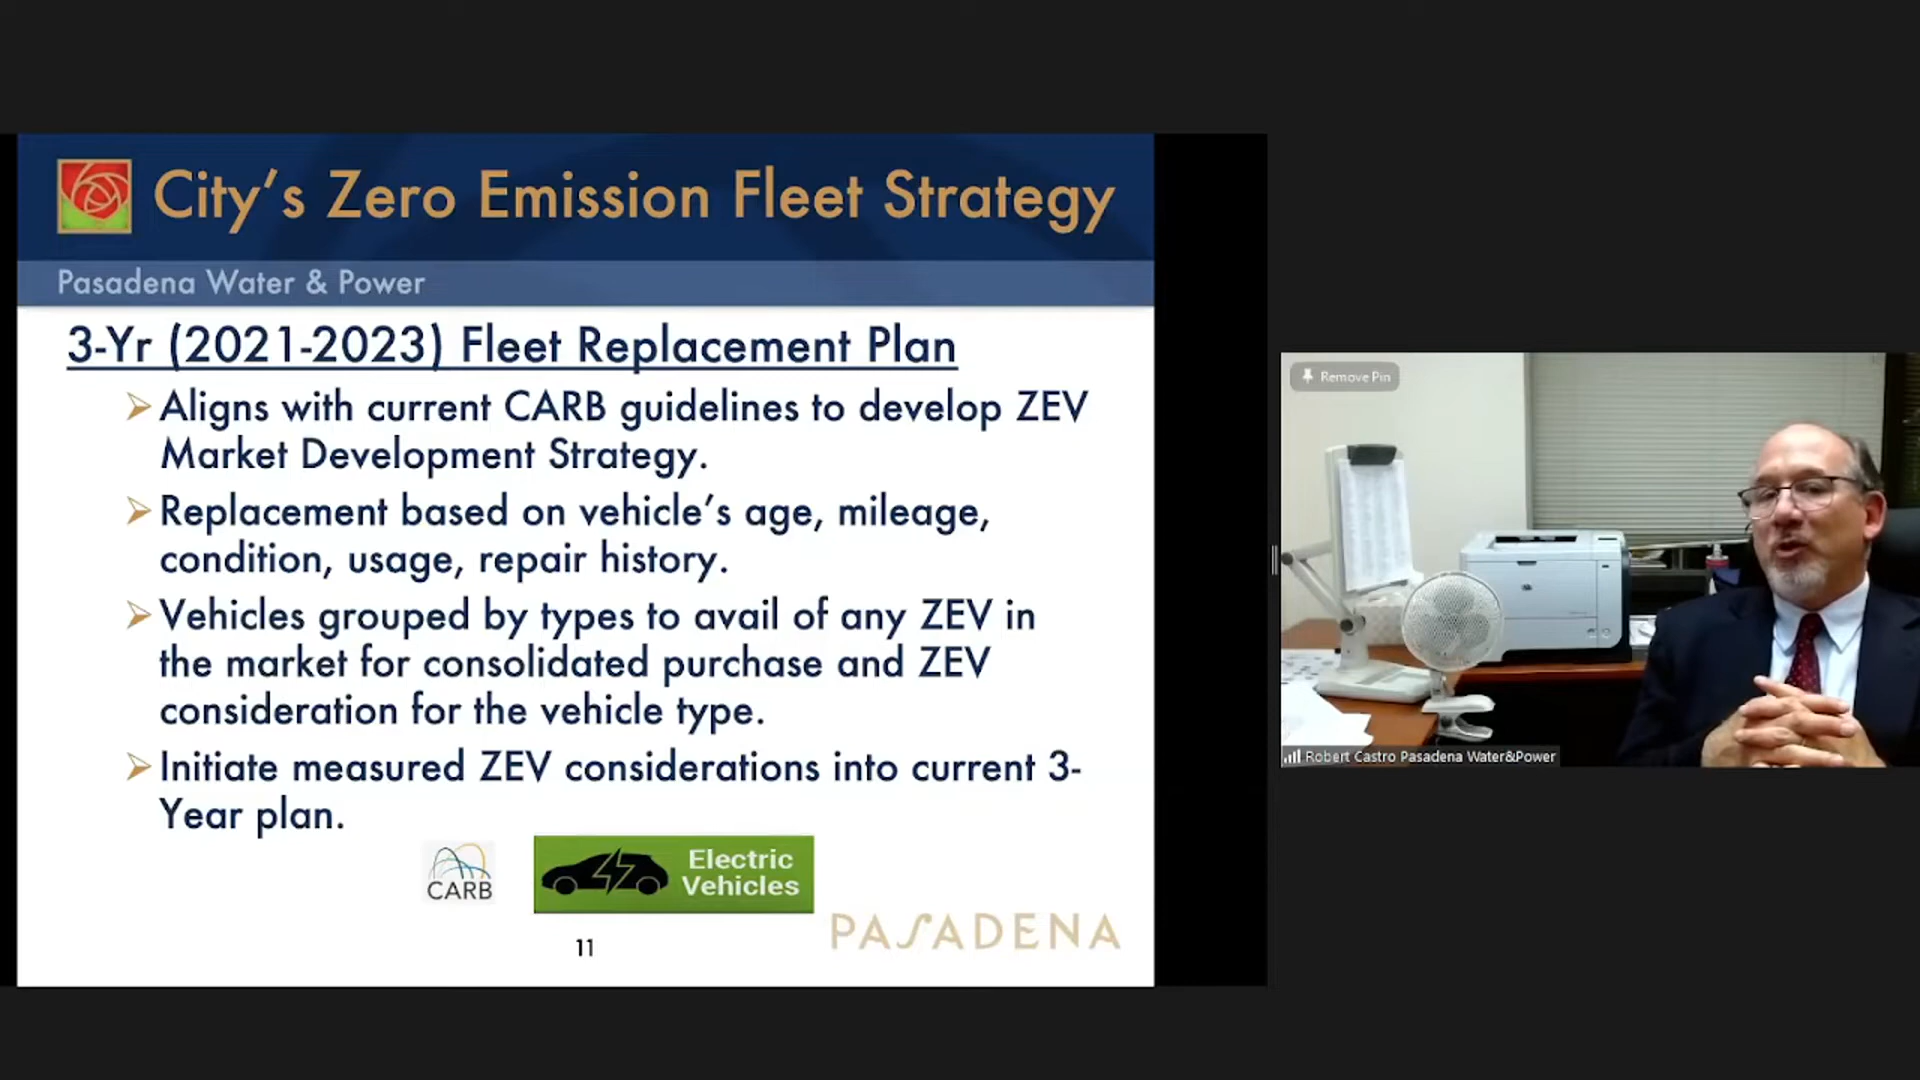 City's Zero Emission Fleet Strategy
Pasadena Water & Power
3-Yr (2021-2023) Fleet Replacement Plan
Aligns with current CARB guidelines to develop ZEV
Market Development Strategy.
Replacement based on vehicle's age, mileage,
condition, usage, repair history.
Vehicles grouped by types to avail of any ZEV in
the market for consolidated purchase and ZEV
consideration for the vehicle type.
Initiate measured ZEV considerations into current 3-
Year plan.
CARB
Electric
Vehicles
PASADENA
11
Remove Pin
Robert Castro Pasadena Water&Power